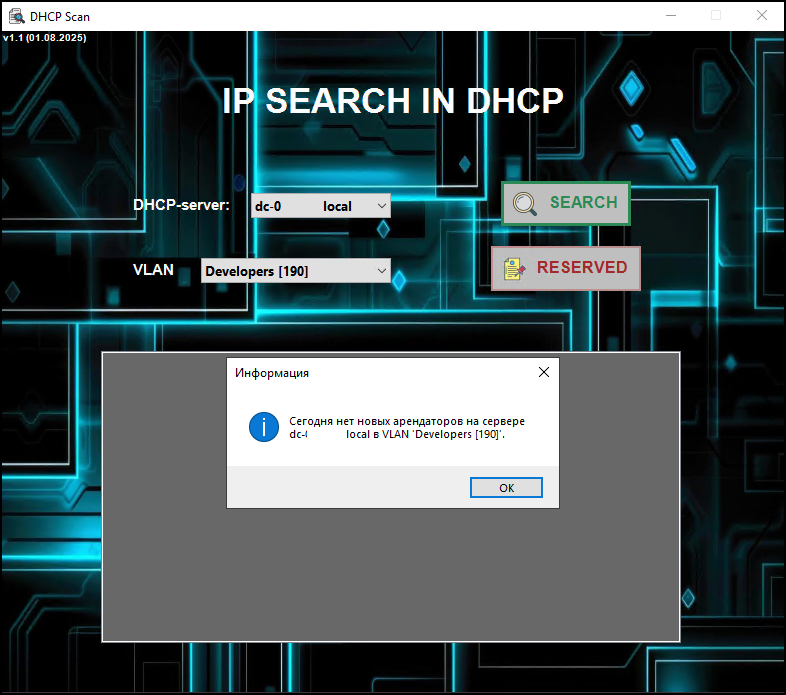 DHCP Scan
v1.1 (01.08.2025)
IP SEARCH IN DHCP
DHCP-server:
dc-0 local
SEARCH
VLAN
Developers [190]
RESERVED
Информация
Сегодня нет новых арендаторов на сервере
dc-0 local в VLAN 'Developers [190]'.
OK